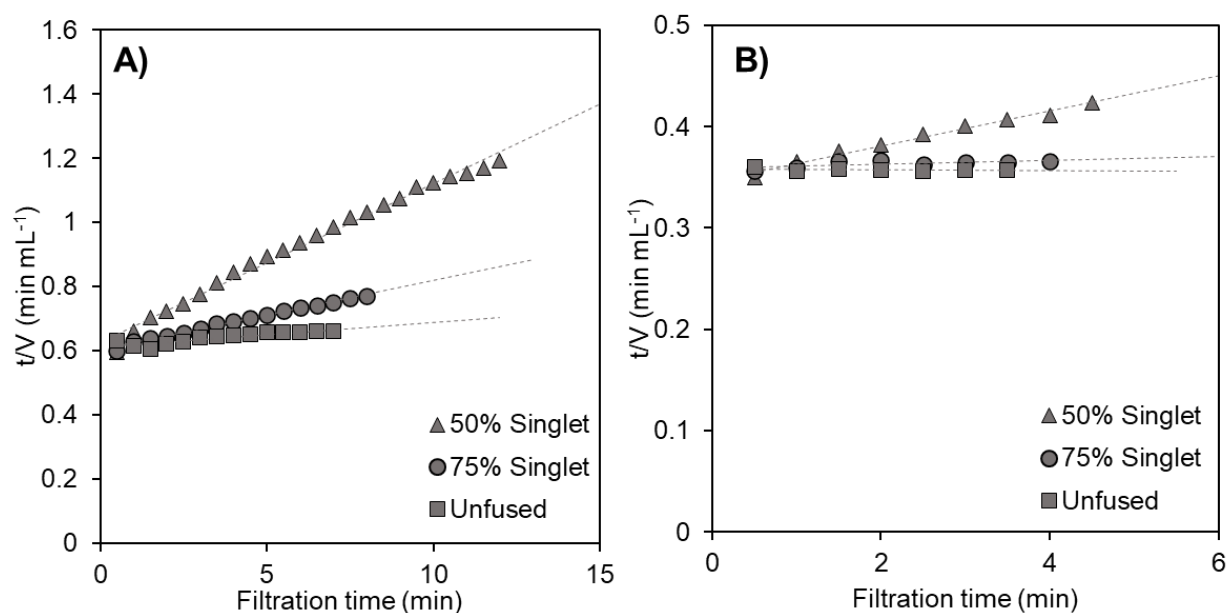 A)
t/V (min mL⁻¹)
1.6
1.4
1.2
1
0.8
0.6
0.4
0.2
0
50% Singlet
75% Singlet
Unfused
0
5
10
15
Filtration time (min)
B)
t/V (min mL⁻¹)
0.5
0.4
0.3
0.2
0.1
0
50% Singlet
75% Singlet
Unfused
0
2
4
6
Filtration time (min)